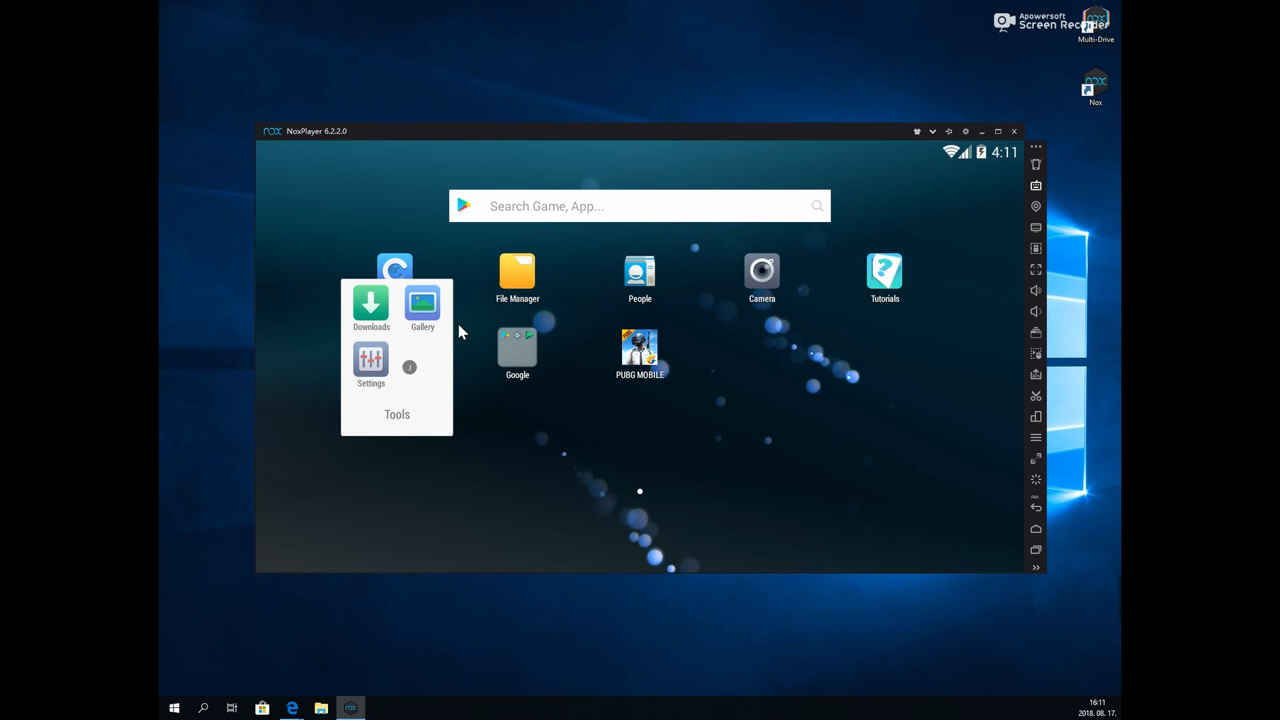 Apowersoft
Screen Recorder
Multi-Drive
Nox
nox NoxPlayer 6.2.2.0
4:11
Search Game, App...
File Manager
People
Camera
Tutorials
Downloads
Gallery
Settings
J
Tools
Google
PUBG MOBILE
16:11
2018. 08. 17.